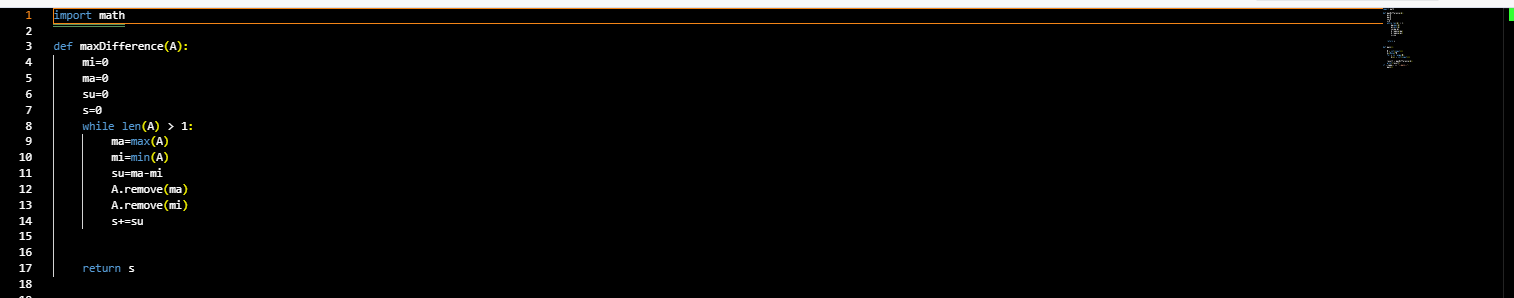 1 import math
2
3 def maxDifference(A):
4     mi=0
5     ma=0
6     su=0
7     s=0
8     while len(A) > 1:
9         ma=max(A)
10         mi=min(A)
11         su=ma-mi
12         A.remove(ma)
13         A.remove(mi)
14         s+=su
15
16
17     return s
18